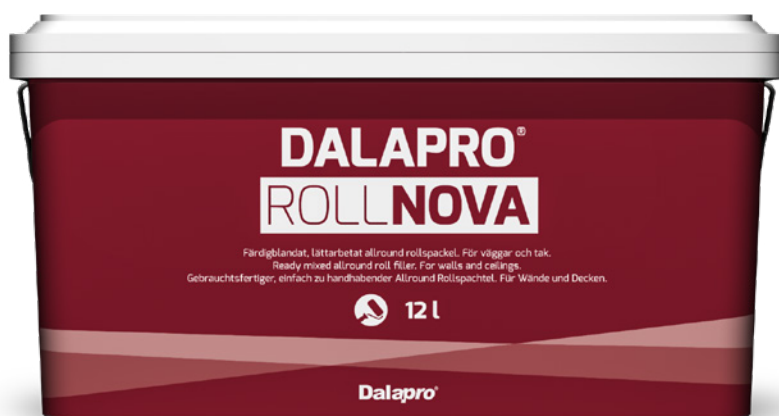 DALAPRO®
ROLLNOVA
Färdigblandat, lättarbetat allround rollspackel. För väggar och tak.
Ready mixed allround roll filler. For walls and ceilings.
Gebrauchtsfertiger, einfach zu handhabender Allround Rollspachtel. Für Wände und Decken.
12 l
Dalapro®